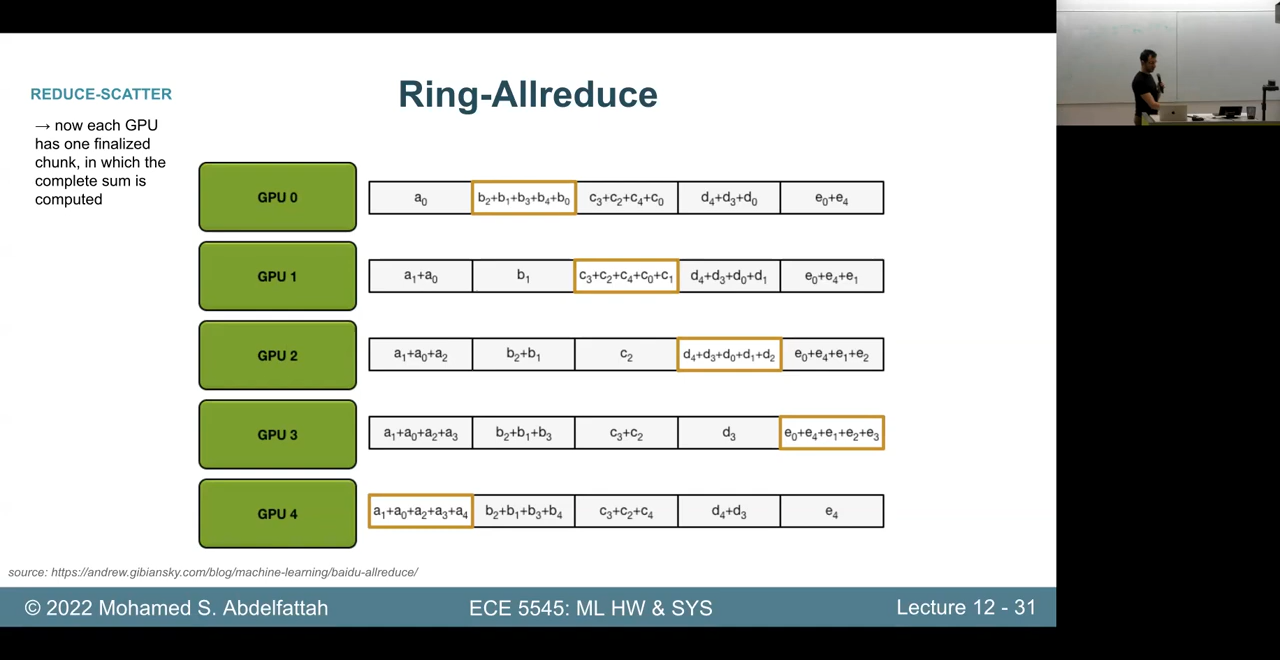 Ring-Allreduce
REDUCE-SCATTER
→ now each GPU
has one finalized
chunk, in which the
complete sum is
computed
GPU 0
a₀ b₂+b₁+b₃+b₄+b₀ c₃+c₂+c₄+c₀ d₄+d₃+d₀ e₀+e₄
GPU 1
a₁+a₀ b₁ c₃+c₂+c₄+c₀+c₁ d₄+d₃+d₀+d₁ e₀+e₄+e₁
GPU 2
a₁+a₀+a₂ b₂+b₁ c₂ d₄+d₃+d₀+d₁+d₂ e₀+e₄+e₁+e₂
GPU 3
a₁+a₀+a₂+a₃ b₂+b₁+b₃ c₃+c₂ d₃ e₀+e₄+e₁+e₂+e₃
GPU 4
a₁+a₀+a₂+a₃+a₄ b₂+b₁+b₃+b₄ c₃+c₂+c₄ d₄+d₃ e₄
source: https://andrew.gibiansky.com/blog/machine-learning/baidu-allreduce/
© 2022 Mohamed S. Abdelfattah
ECE 5545: ML HW & SYS
Lecture 12 - 31